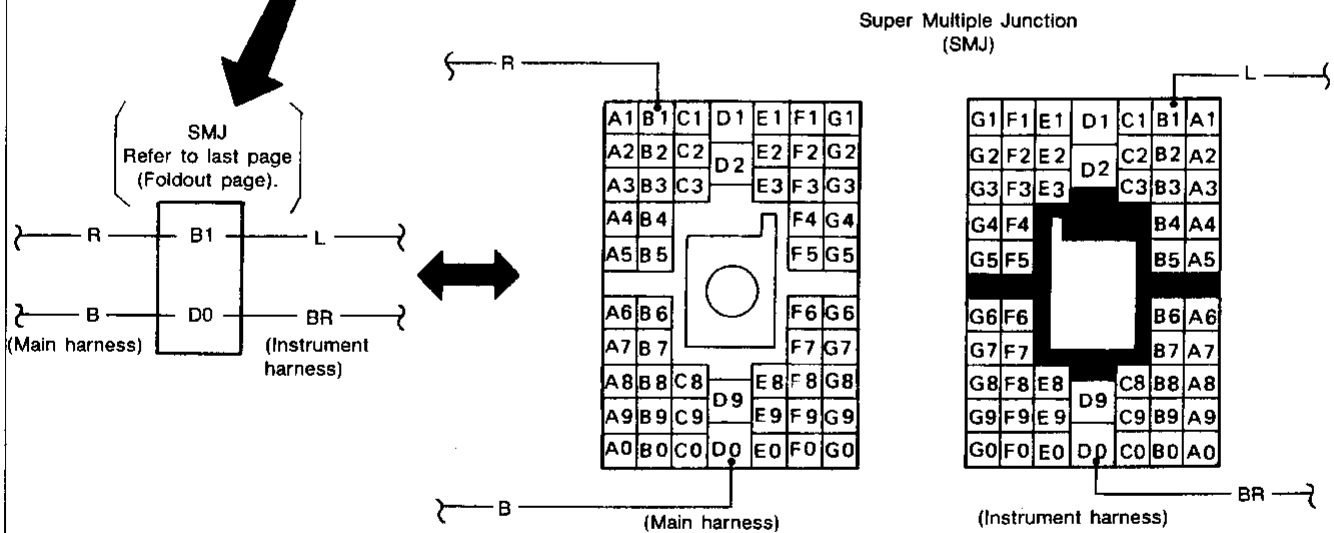 Super Multiple Junction
(SMJ)
SMJ
Refer to last page
(Foldout page).
R B1 L
B D0 BR
(Main harness) (Instrument
harness)
R
A1 B1 C1 D1 E1 F1 G1
A2 B2 C2 D2 E2 F2 G2
A3 B3 C3 E3 F3 G3
A4 B4 F4 G4
A5 B5 F5 G5
A6 B6 F6 G6
A7 B7 F7 G7
A8 B8 C8 E8 F8 G8
A9 B9 C9 D9 E9 F9 G9
A0 B0 C0 D0 E0 F0 G0
B
(Main harness)
L
G1 F1 E1 D1 C1 B1 A1
G2 F2 E2 D2 C2 B2 A2
G3 F3 E3 C3 B3 A3
G4 F4 B4 A4
G5 F5 B5 A5
G6 F6 B6 A6
G7 F7 B7 A7
G8 F8 E8 C8 B8 A8
G9 F9 E9 D9 C9 B9 A9
G0 F0 E0 D0 C0 B0 A0
BR
(Instrument harness)